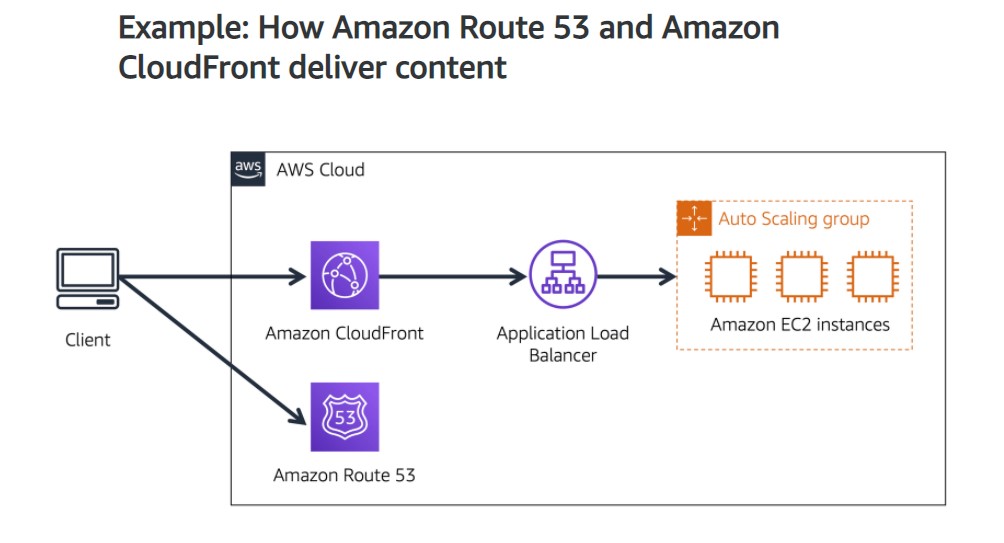 Example: How Amazon Route 53 and Amazon
CloudFront deliver content
aws
AWS Cloud
Auto Scaling group
Amazon EC2 instances
Client
Amazon CloudFront
Application Load
Balancer
53
Amazon Route 53